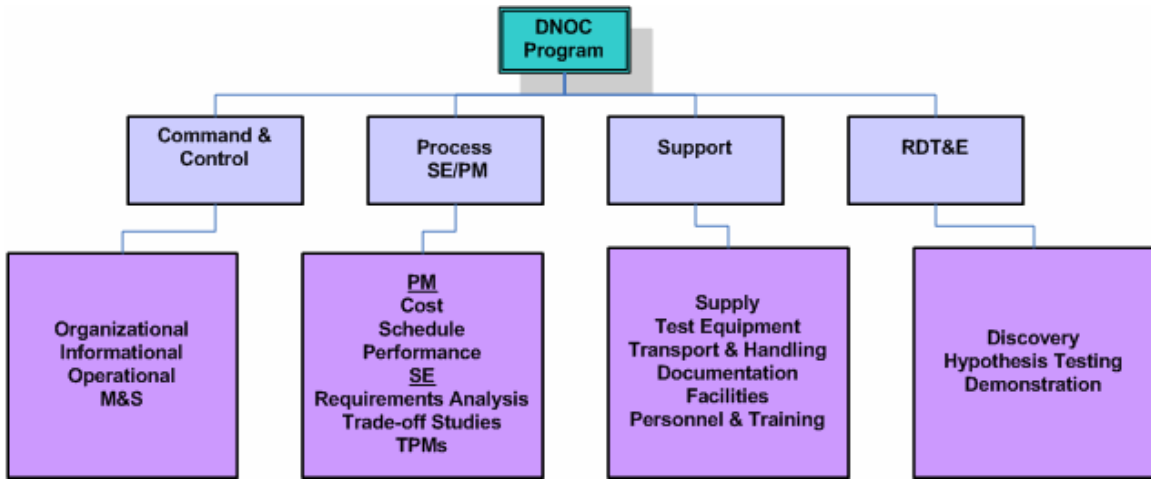 DNOC
Program
Command &
Control
Process
SE/PM
Support
RDT&E
Organizational
Informational
Operational
M&S
PM
Cost
Schedule
Performance
SE
Requirements Analysis
Trade-off Studies
TPMs
Supply
Test Equipment
Transport & Handling
Documentation
Facilities
Personnel & Training
Discovery
Hypothesis Testing
Demonstration